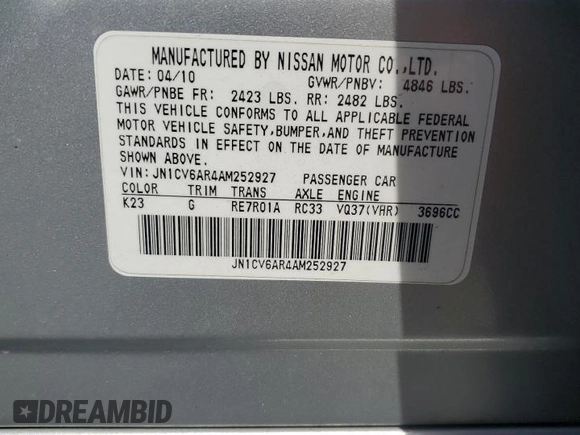 MANUFACTURED BY NISSAN MOTOR CO.,LTD.
DATE: 04/10 GVWR/PNBV: 4846 LBS.
GAWR/PNBE FR: 2423 LBS. RR: 2482 LBS.
THIS VEHICLE CONFORMS TO ALL APPLICABLE FEDERAL
MOTOR VEHICLE SAFETY,BUMPER,AND THEFT PREVENTION
STANDARDS IN EFFECT ON THE DATE OF MANUFACTURE
SHOWN ABOVE.
VIN: JN1CV6AR4AM252927 PASSENGER CAR
COLOR TRIM TRANS AXLE ENGINE
K23 G RE7R01A RC33 VQ37(VHR) 3696CC
JN1CV6AR4AM252927
DREAMBID